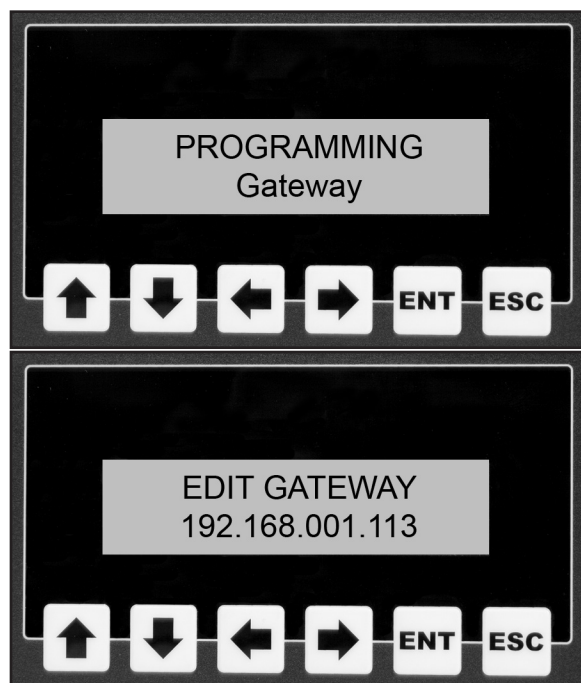 PROGRAMMING
Gateway
ENT ESC
EDIT GATEWAY
192.168.001.113
ENT ESC